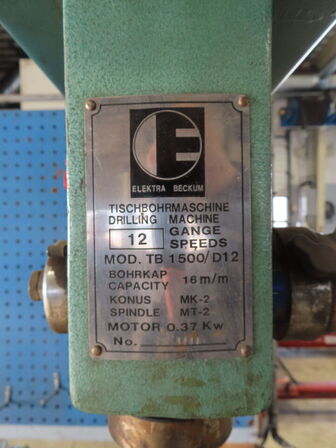 E
ELEKTRA BECKUM
TISCHBOHRMASCHINE
DRILLING MACHINE
12 GANGE
SPEEDS
MOD. TB 1500/D12
BOHRKAP
CAPACITY 16 m/m
KONUS MK-2
SPINDLE MT-2
MOTOR 0.37 Kw
No.